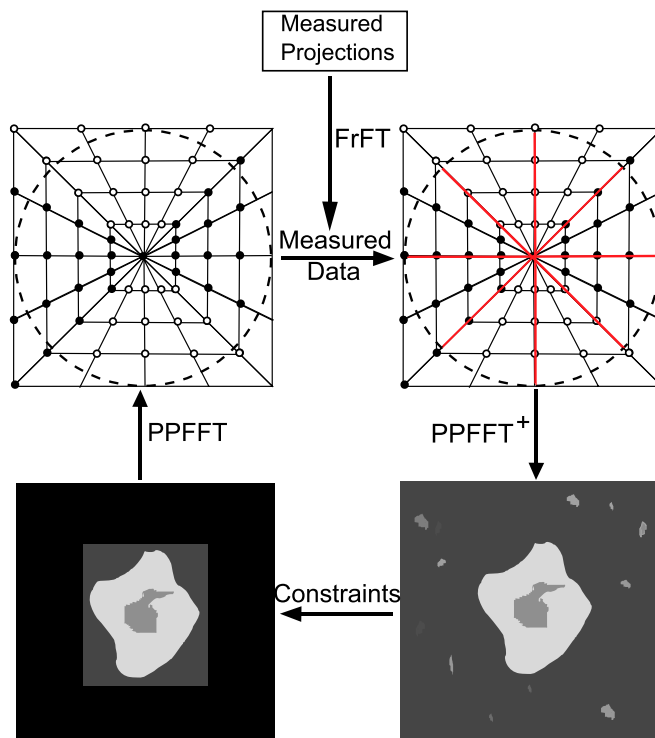 Measured
Projections
FrFT
Measured
Data
PPFFT
PPFFT+
Constraints